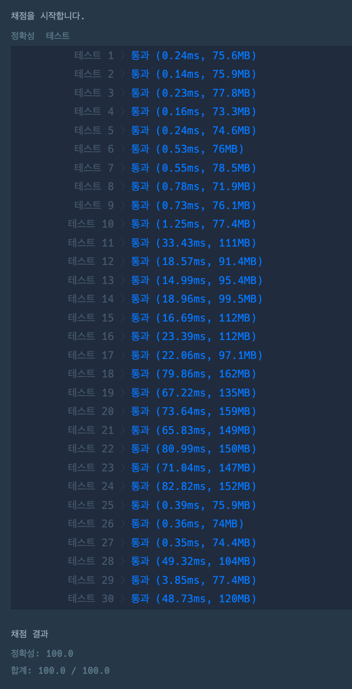 채점을 시작합니다.
정확성 테스트
테스트 1 〉 통과 (0.24ms, 75.6MB)
테스트 2 〉 통과 (0.14ms, 75.9MB)
테스트 3 〉 통과 (0.23ms, 77.8MB)
테스트 4 〉 통과 (0.16ms, 73.3MB)
테스트 5 〉 통과 (0.24ms, 74.6MB)
테스트 6 〉 통과 (0.53ms, 76MB)
테스트 7 〉 통과 (0.55ms, 78.5MB)
테스트 8 〉 통과 (0.78ms, 71.9MB)
테스트 9 〉 통과 (0.73ms, 76.1MB)
테스트 10 〉 통과 (1.25ms, 77.4MB)
테스트 11 〉 통과 (33.43ms, 111MB)
테스트 12 〉 통과 (18.57ms, 91.4MB)
테스트 13 〉 통과 (14.99ms, 95.4MB)
테스트 14 〉 통과 (18.96ms, 99.5MB)
테스트 15 〉 통과 (16.69ms, 112MB)
테스트 16 〉 통과 (23.39ms, 112MB)
테스트 17 〉 통과 (22.06ms, 97.1MB)
테스트 18 〉 통과 (79.86ms, 162MB)
테스트 19 〉 통과 (67.22ms, 135MB)
테스트 20 〉 통과 (73.64ms, 159MB)
테스트 21 〉 통과 (65.83ms, 149MB)
테스트 22 〉 통과 (80.99ms, 150MB)
테스트 23 〉 통과 (71.04ms, 147MB)
테스트 24 〉 통과 (82.82ms, 152MB)
테스트 25 〉 통과 (0.39ms, 75.9MB)
테스트 26 〉 통과 (0.36ms, 74MB)
테스트 27 〉 통과 (0.35ms, 74.4MB)
테스트 28 〉 통과 (49.32ms, 104MB)
테스트 29 〉 통과 (3.85ms, 77.4MB)
테스트 30 〉 통과 (48.73ms, 120MB)
채점 결과
정확성: 100.0
합계: 100.0 / 100.0